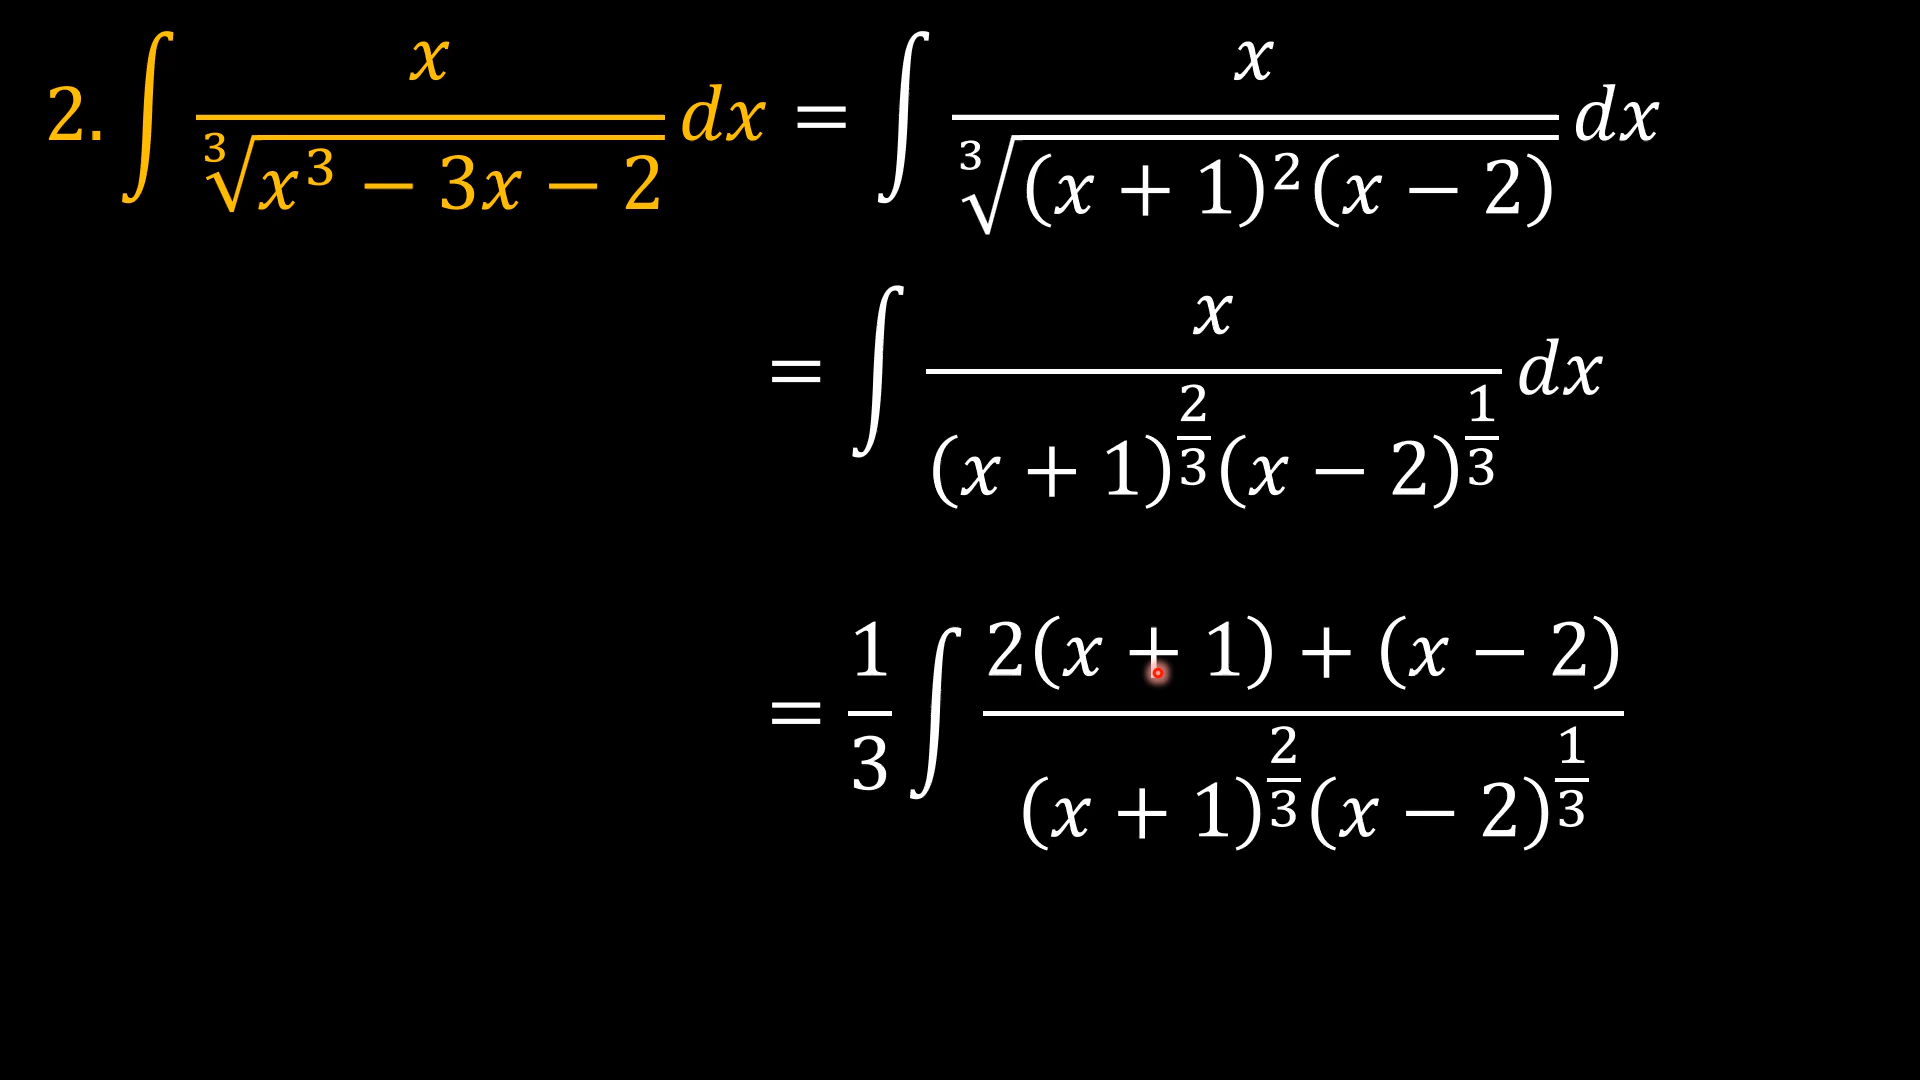 2. ∫ x / ∛(x³ − 3x − 2) dx = ∫ x / ∛((x + 1)²(x − 2)) dx
= ∫ x / ((x + 1)^(2/3) (x − 2)^(1/3)) dx
= 1/3 ∫ (2(x + 1) + (x − 2)) / ((x + 1)^(2/3) (x − 2)^(1/3))